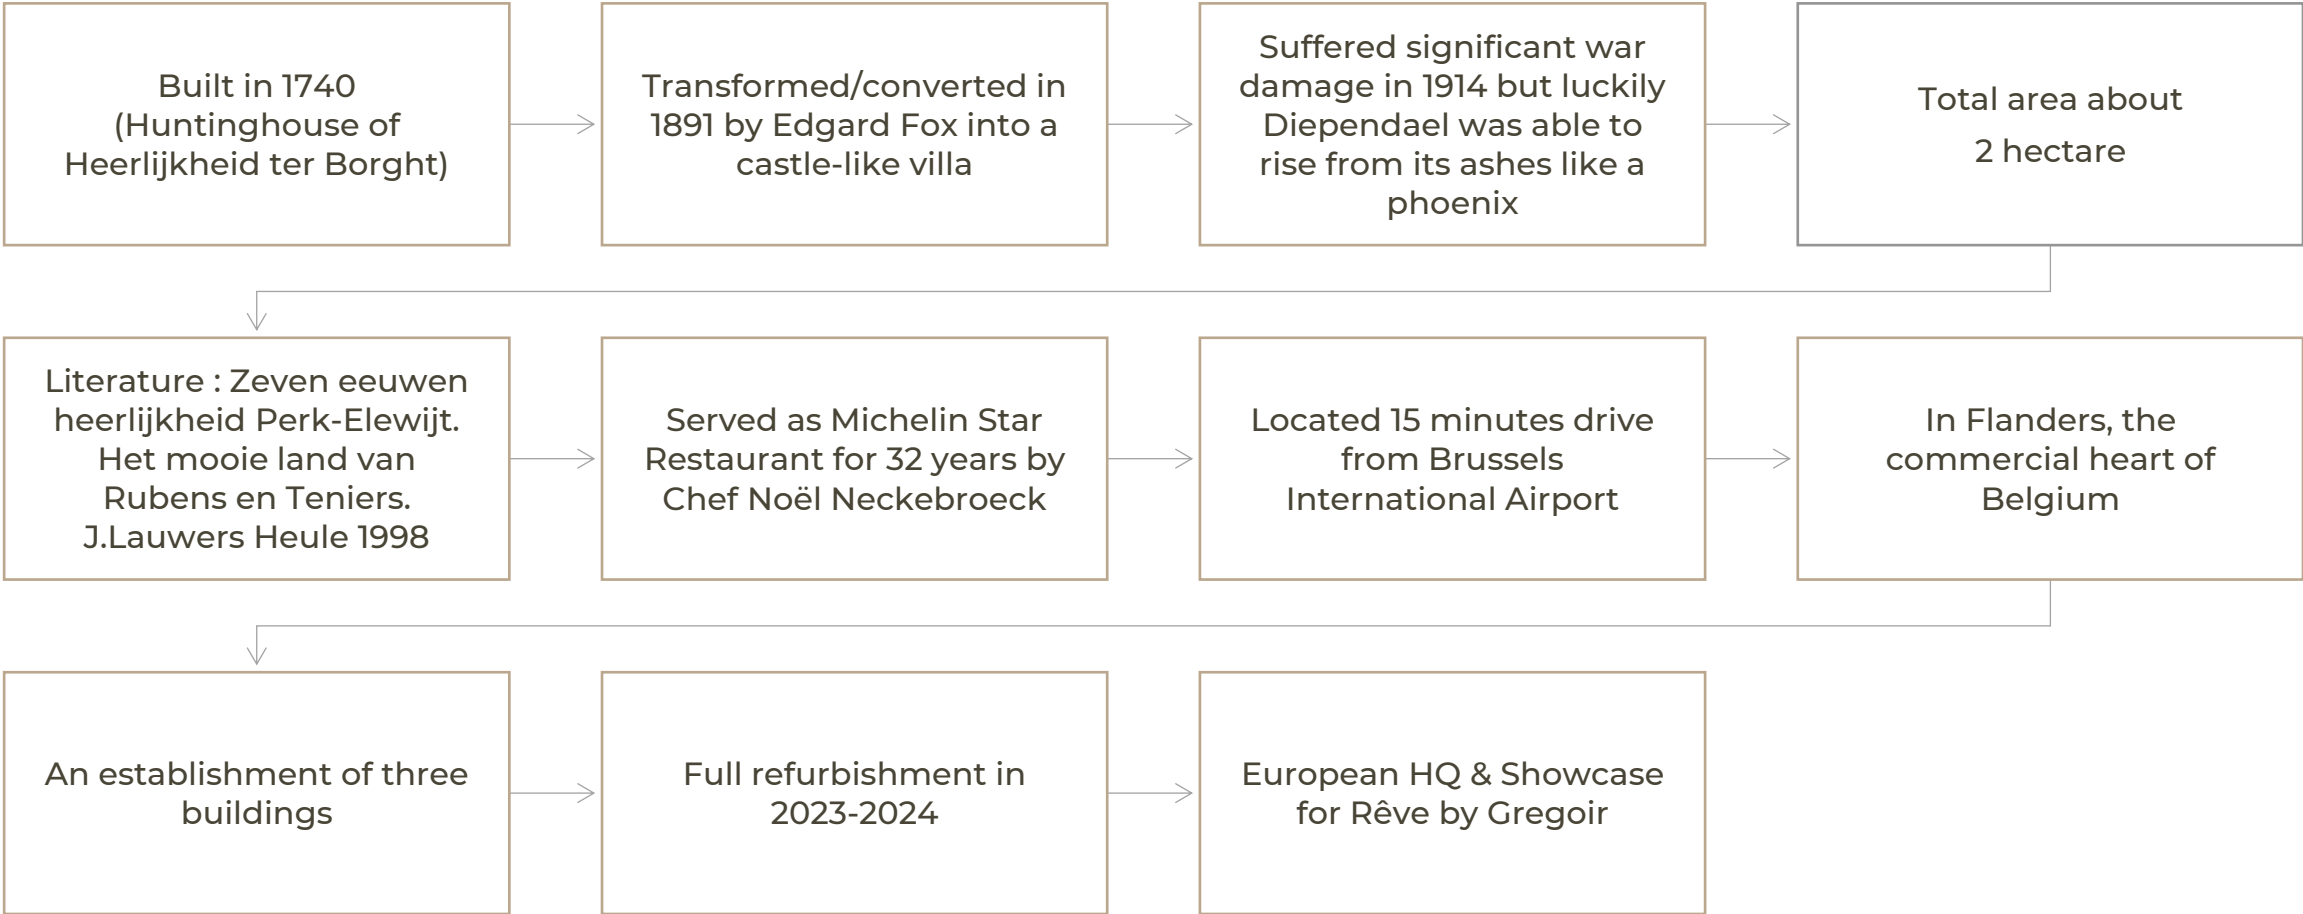 Built in 1740
(Huntinghouse of
Heerlijkheid ter Borght)
Transformed/converted in
1891 by Edgard Fox into a
castle-like villa
Suffered significant war
damage in 1914 but luckily
Diependael was able to
rise from its ashes like a
phoenix
Total area about
2 hectare
Literature : Zeven eeuwen
heerlijkheid Perk-Elewijt.
Het mooie land van
Rubens en Teniers.
J.Lauwers Heule 1998
Served as Michelin Star
Restaurant for 32 years by
Chef Noël Neckebroeck
Located 15 minutes drive
from Brussels
International Airport
In Flanders, the
commercial heart of
Belgium
An establishment of three
buildings
Full refurbishment in
2023-2024
European HQ & Showcase
for Rêve by Gregoir